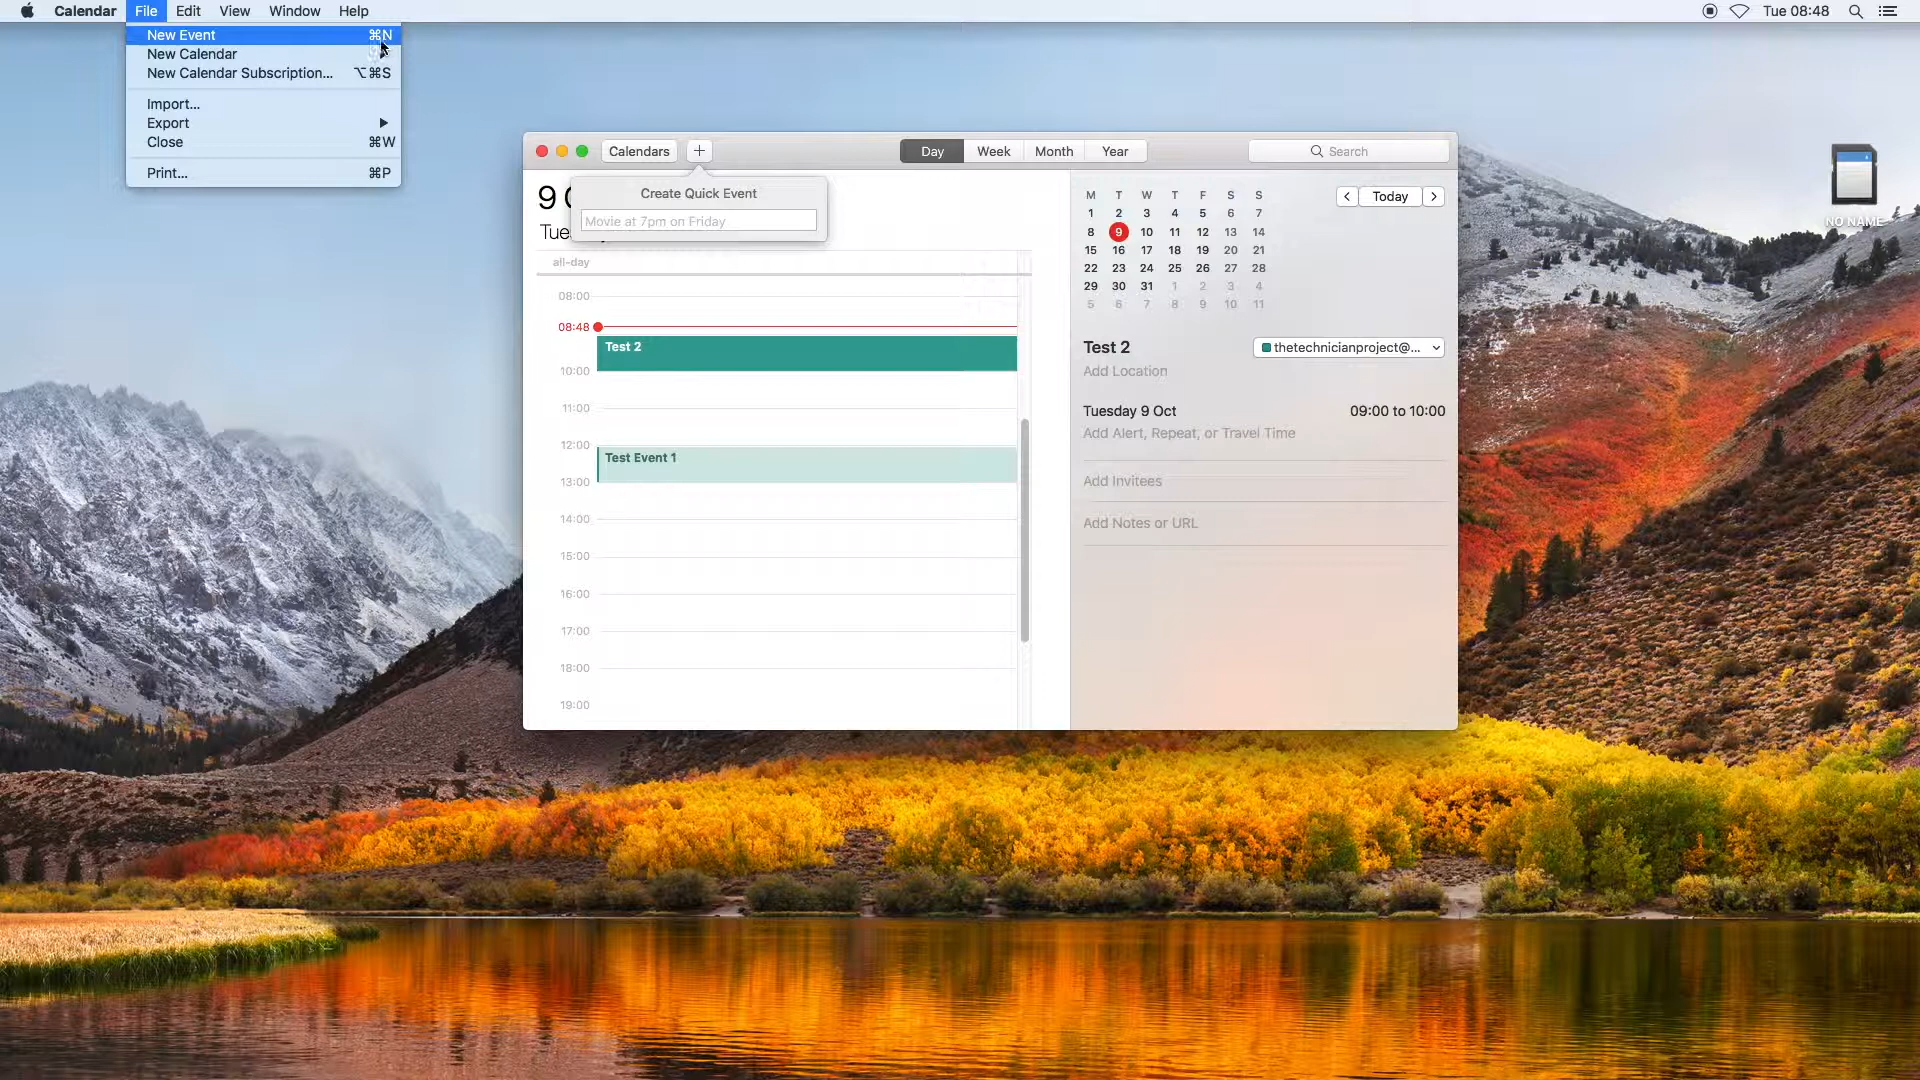 Calendar File Edit View Window Help Tue 08:48
New Event ⌘N
New Calendar
New Calendar Subscription... ⌥⌘S
Import...
Export
Close ⌘W
Print... ⌘P
Calendars + Day Week Month Year Search
Create Quick Event
Movie at 7pm on Friday
9
Tue
all-day
08:00
08:48
Test 2
10:00
11:00
12:00
Test Event 1
13:00
14:00
15:00
16:00
17:00
18:00
19:00
M T W T F S S
1 2 3 4 5 6 7
8 9 10 11 12 13 14
15 16 17 18 19 20 21
22 23 24 25 26 27 28
29 30 31 1 2 3 4
5 6 7 8 9 10 11
< Today >
Test 2 thetechnicianproject@...
Add Location
Tuesday 9 Oct 09:00 to 10:00
Add Alert, Repeat, or Travel Time
Add Invitees
Add Notes or URL
NO NAME